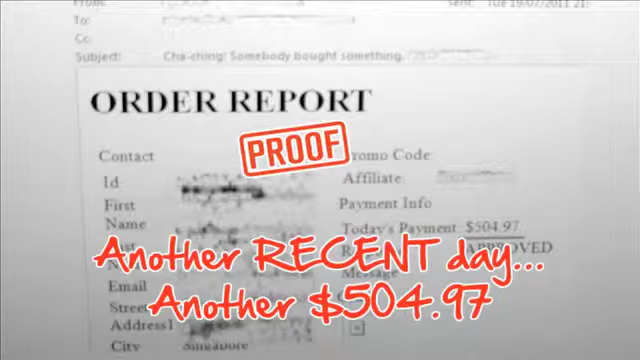 From:
Sent: Tue 19/07/2011 21:
To:
Cc:
Subject: Cha-ching! Somebody bought something.
ORDER REPORT
PROOF
Contact
Promo Code:
Id
Affiliate:
First
Name
Payment Info
Today's Payment $504.97
APPROVED
Message
Another RECENT day...
Another $504.97
Email
Street
Address1
City Singapore